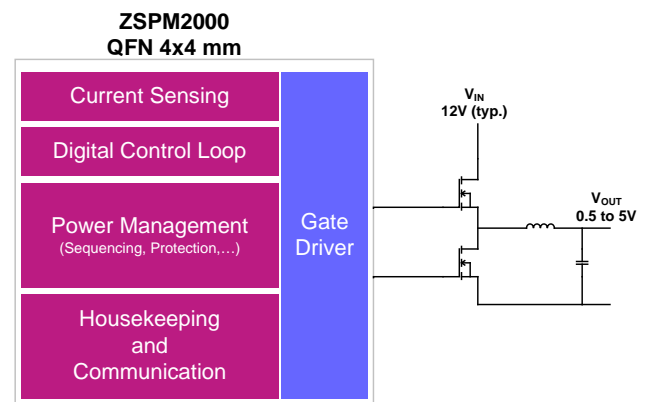 ZSPM2000
QFN 4x4 mm
Current Sensing
Digital Control Loop
Power Management
(Sequencing, Protection,…)
Housekeeping
and
Communication
Gate
Driver
VIN
12V (typ.)
VOUT
0.5 to 5V